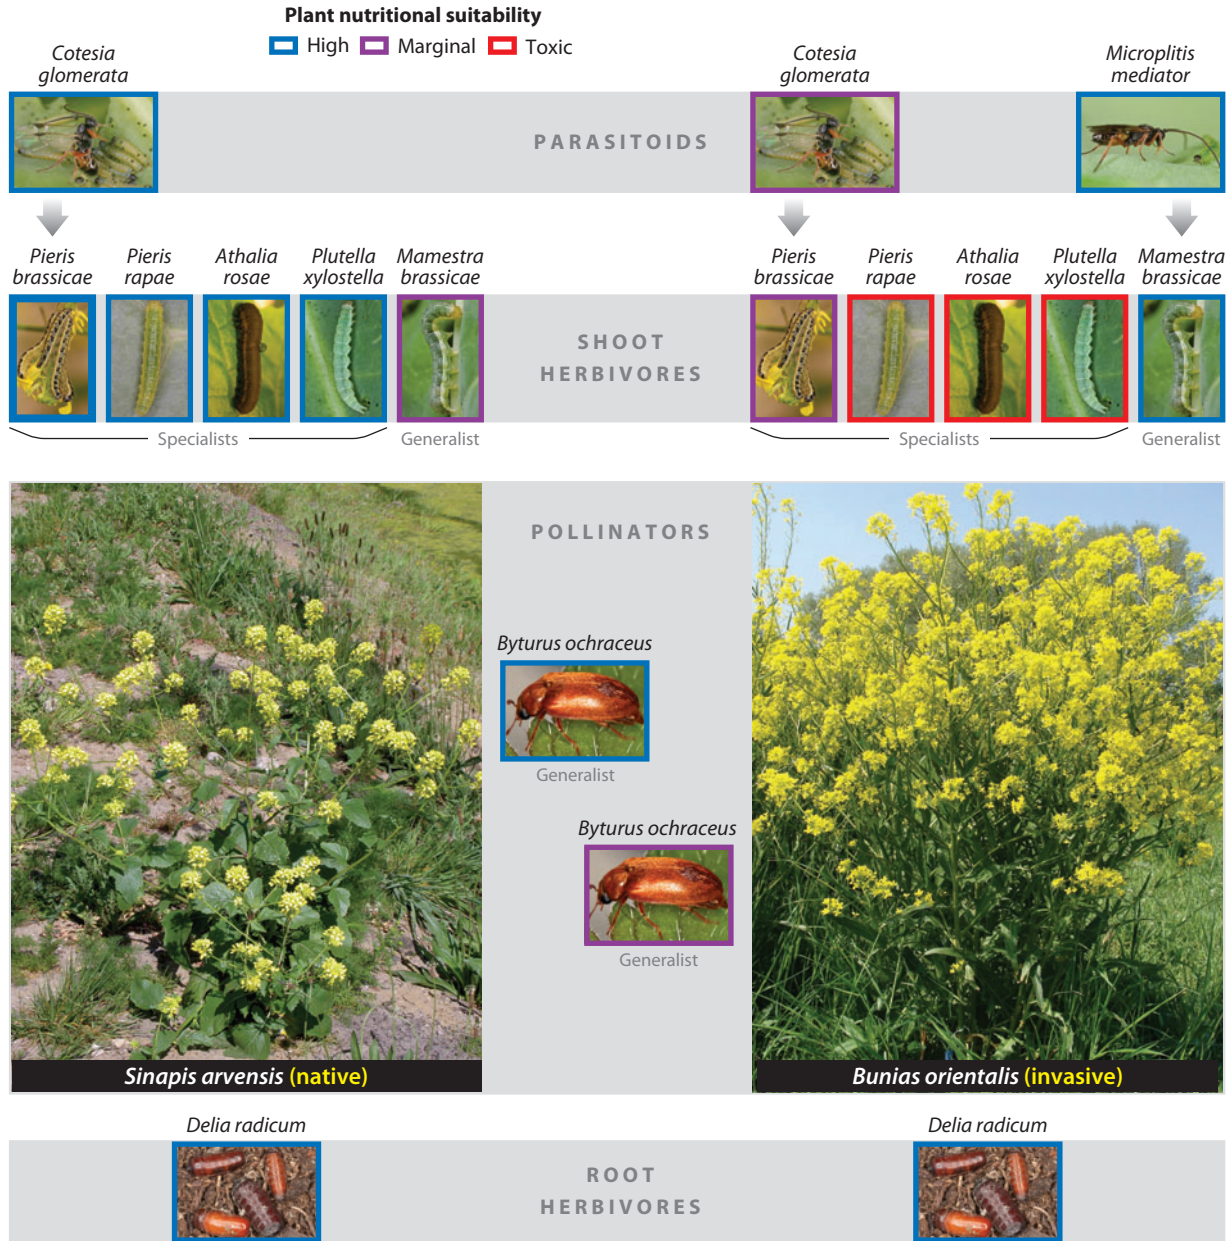 Plant nutritional suitability
High Marginal Toxic
Cotesia
glomerata
Cotesia
glomerata
Microplitis
mediator
PARASITOIDS
Pieris
brassicae
Pieris
rapae
Athalia
rosae
Plutella
xylostella
Mamestra
brassicae
Pieris
brassicae
Pieris
rapae
Athalia
rosae
Plutella
xylostella
Mamestra
brassicae
SHOOT
HERBIVORES
Specialists
Generalist
Specialists
Generalist
POLLINATORS
Byturus ochraceus
Generalist
Byturus ochraceus
Generalist
Sinapis arvensis (native)
Bunias orientalis (invasive)
Delia radicum
Delia radicum
ROOT
HERBIVORES